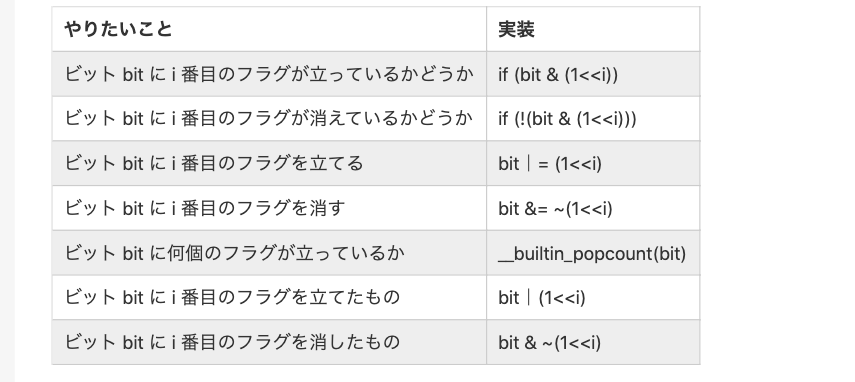 やりたいこと 実装
ビット bit に i 番目のフラグが立っているかどうか if (bit & (1<<i))
ビット bit に i 番目のフラグが消えているかどうか if (!(bit & (1<<i)))
ビット bit に i 番目のフラグを立てる bit｜= (1<<i)
ビット bit に i 番目のフラグを消す bit &= ~(1<<i)
ビット bit に何個のフラグが立っているか __builtin_popcount(bit)
ビット bit に i 番目のフラグを立てたもの bit｜(1<<i)
ビット bit に i 番目のフラグを消したもの bit & ~(1<<i)